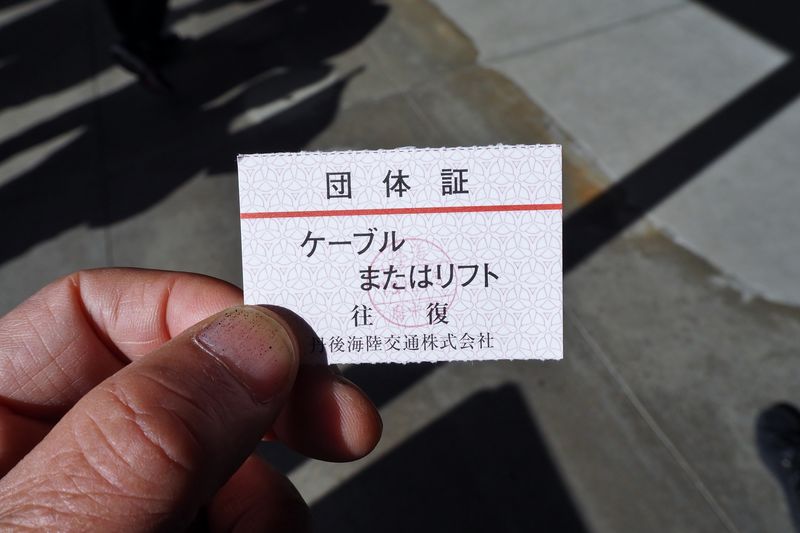 団体証
ケーブル
またはリフト
往復
丹後海陸交通株式会社